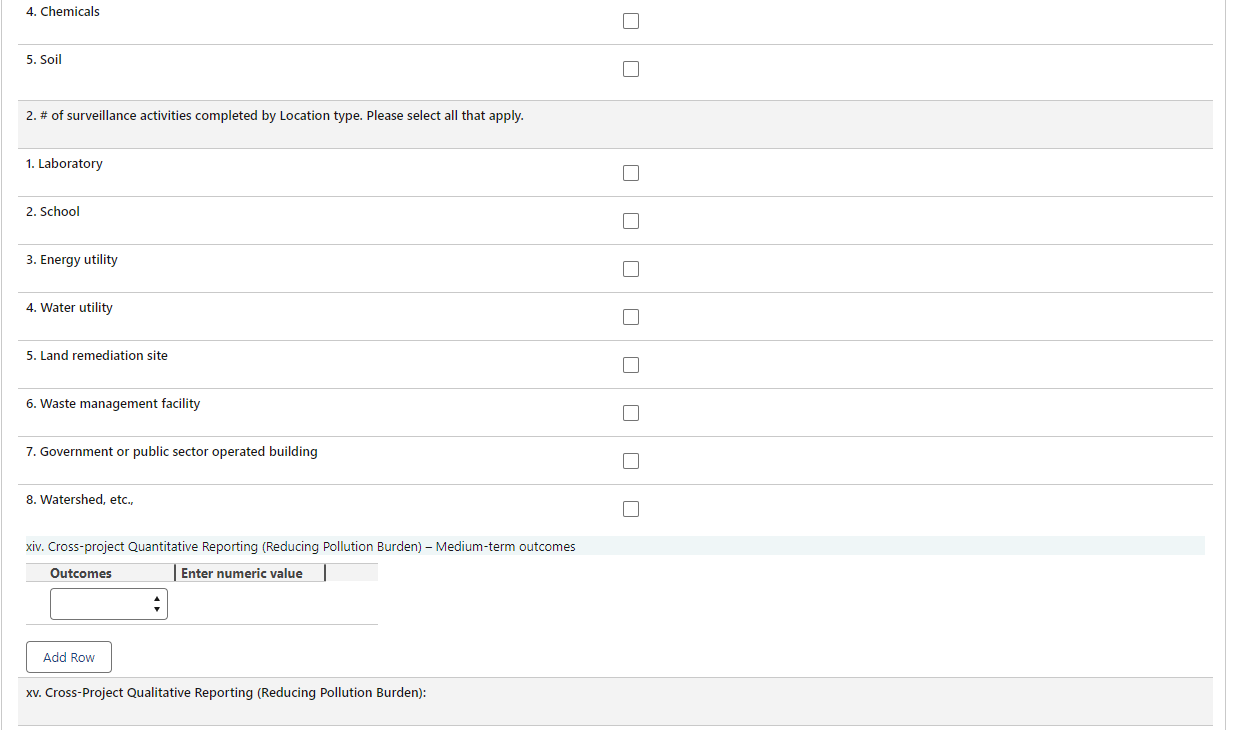 4. Chemicals
5. Soil
2. # of surveillance activities completed by Location type. Please select all that apply.
1. Laboratory
2. School
3. Energy utility
4. Water utility
5. Land remediation site
6. Waste management facility
7. Government or public sector operated building
8. Watershed, etc.,
xiv. Cross-project Quantitative Reporting (Reducing Pollution Burden) – Medium-term outcomes
Outcomes Enter numeric value
Add Row
xv. Cross-Project Qualitative Reporting (Reducing Pollution Burden):